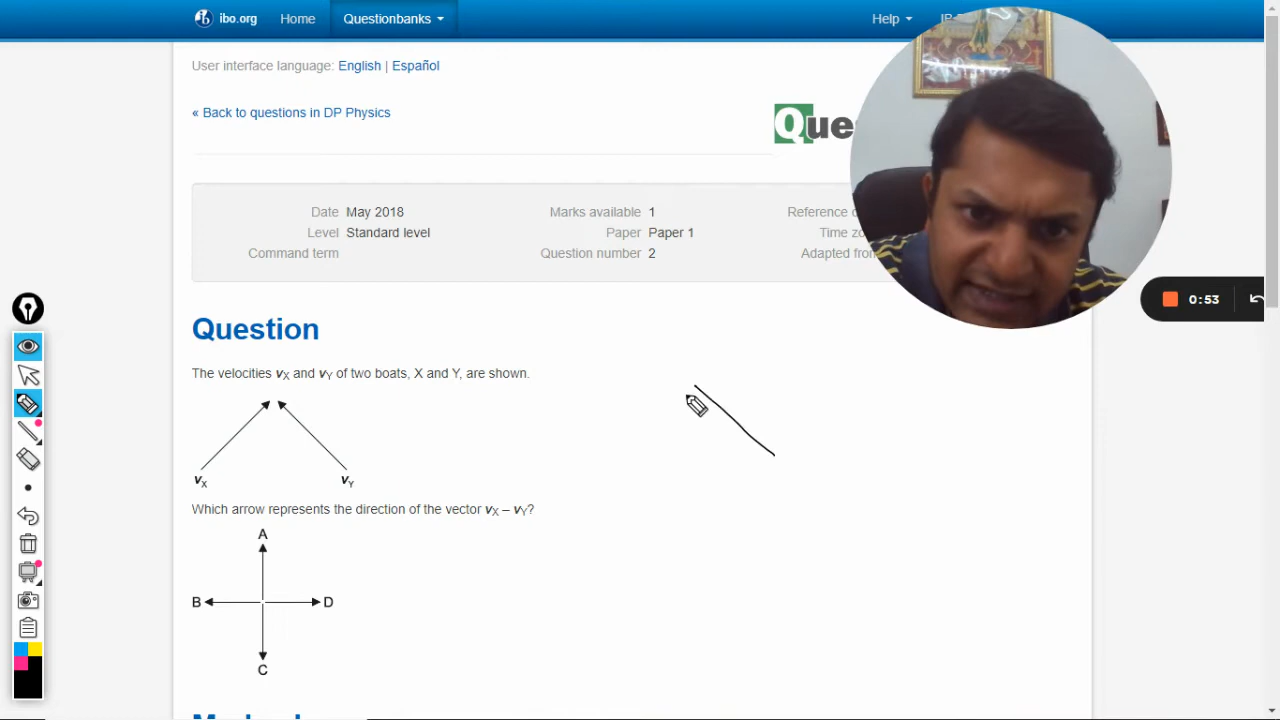 ibo.org Home Questionbanks Help
User interface language: English | Español
« Back to questions in DP Physics
Que
Date May 2018 Marks available 1
Level Standard level Paper Paper 1
Command term Question number 2 Adapted from
0:53
Question
The velocities vX and vY of two boats, X and Y, are shown.
vX vY
Which arrow represents the direction of the vector vX – vY?
A
B D
C